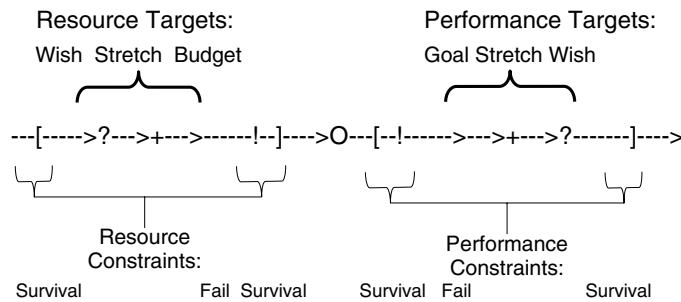 Resource Targets: Performance Targets:
Wish Stretch Budget Goal Stretch Wish
---[----->?--->+--->------!--]---->O---[--!------>--->+--->?-------]---->
Resource Performance
Constraints: Constraints:
Survival Fail Survival Survival Fail Survival